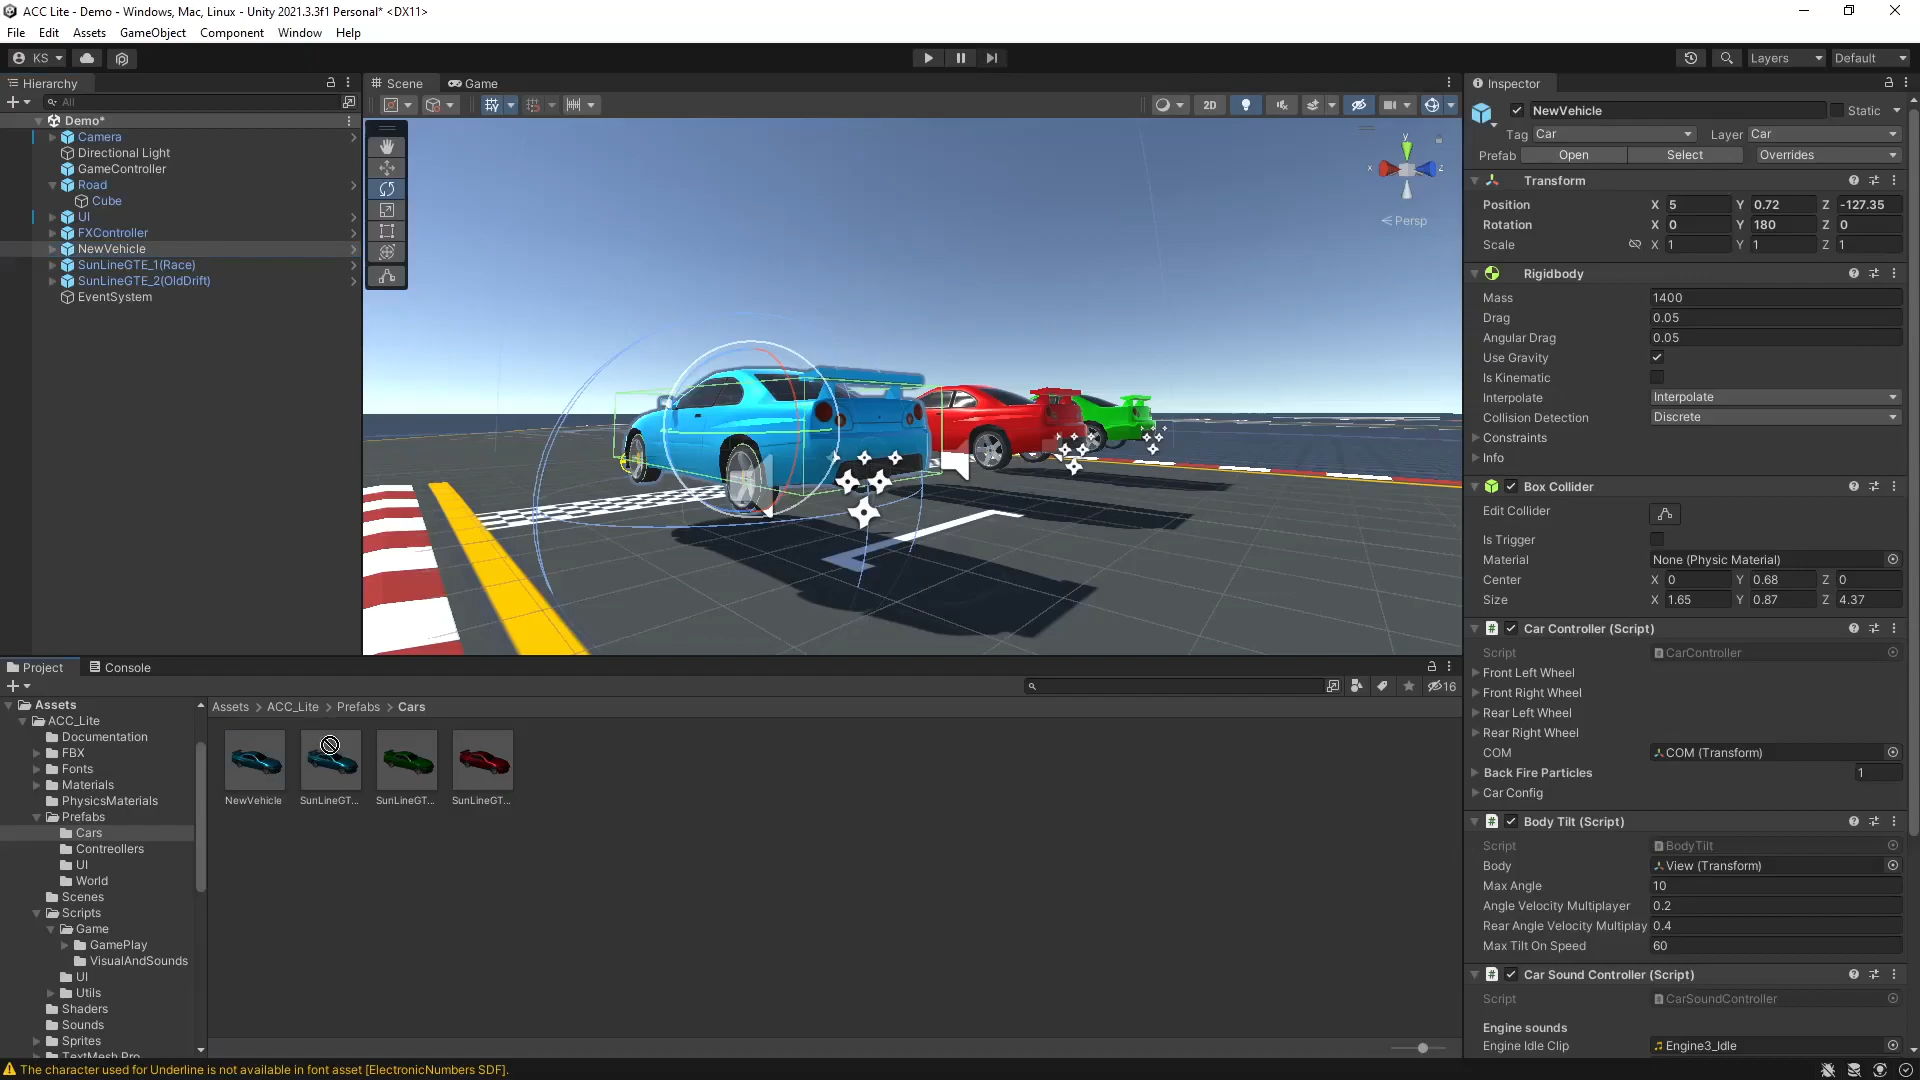 ACC Lite - Demo - Windows, Mac, Linux - Unity 2021.3.3f1 Personal* <DX11>
File Edit Assets GameObject Component Window Help
KS
Layers Default
Hierarchy
All
Demo*
Camera
Directional Light
GameController
Road
Cube
UI
FXController
NewVehicle
SunLineGTE_1(Race)
SunLineGTE_2(OldDrift)
EventSystem
Scene Game
2D
y
x z
Persp
Inspector
NewVehicle Static
Tag Car Layer Car
Prefab Open Select Overrides
Transform
Position X 5 Y 0.72 Z -127.35
Rotation X 0 Y 180 Z 0
Scale X 1 Y 1 Z 1
Rigidbody
Mass 1400
Drag 0.05
Angular Drag 0.05
Use Gravity
Is Kinematic
Interpolate Interpolate
Collision Detection Discrete
Constraints
Info
Box Collider
Edit Collider
Is Trigger
Material None (Physic Material)
Center X 0 Y 0.68 Z 0
Size X 1.65 Y 0.87 Z 4.37
Car Controller (Script)
Script CarController
Front Left Wheel
Front Right Wheel
Rear Left Wheel
Rear Right Wheel
COM COM (Transform)
Back Fire Particles 1
Car Config
Body Tilt (Script)
Script BodyTilt
Body View (Transform)
Max Angle 10
Angle Velocity Multiplayer 0.2
Rear Angle Velocity Multiplay 0.4
Max Tilt On Speed 60
Car Sound Controller (Script)
Script CarSoundController
Engine sounds
Engine Idle Clip Engine3_Idle
Project Console
16
Assets
ACC_Lite
Documentation
FBX
Fonts
Materials
PhysicsMaterials
Prefabs
Cars
Contreollers
UI
World
Scenes
Scripts
Game
GamePlay
VisualAndSounds
UI
Utils
Shaders
Sounds
Sprites
TextMesh Pro
Assets > ACC_Lite > Prefabs > Cars
NewVehicle SunLineGT... SunLineGT... SunLineGT...
The character used for Underline is not available in font asset [ElectronicNumbers SDF].